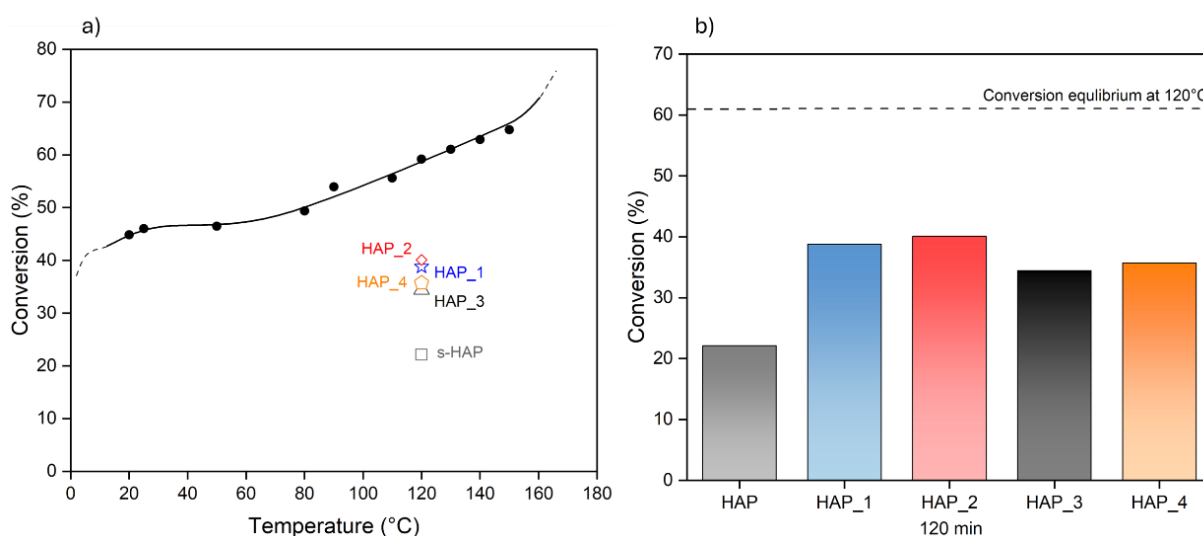 a)
80
70
60
50
40
30
20
10
0
Conversion (%)
HAP_2
HAP_1
HAP_4
HAP_3
s-HAP
0 20 40 60 80 100 120 140 160 180
Temperature (°C)
b)
70
60
50
40
30
20
10
0
Conversion (%)
Conversion equlibrium at 120°C
HAP HAP_1 HAP_2 HAP_3 HAP_4
120 min